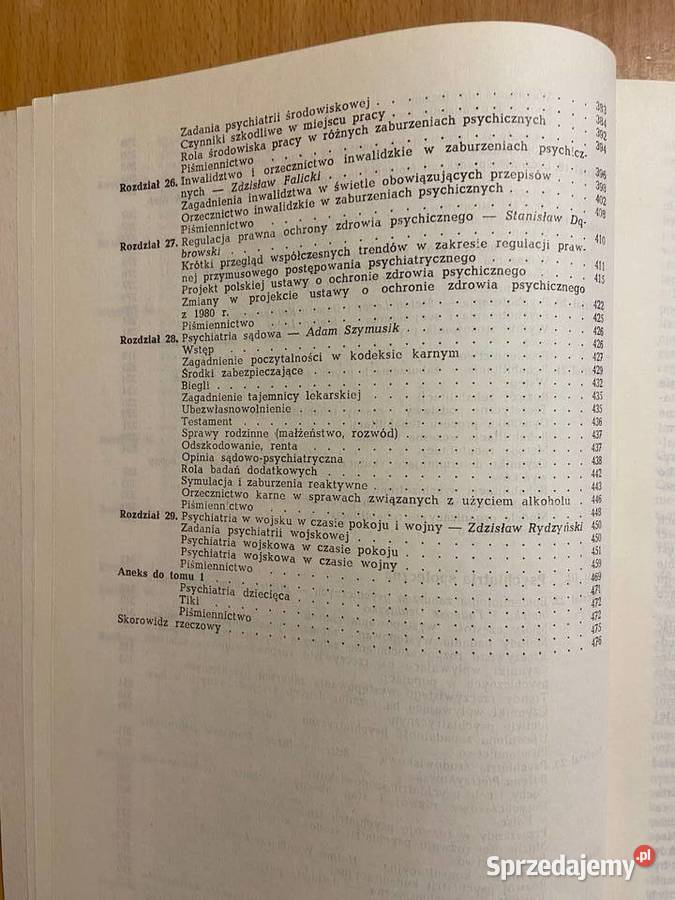 Zadania psychiatrii środowiskowej . . . . . . . . . . 383
Czynniki szkodliwe w miejscu pracy . . . . . . . . . 384
Rola środowiska pracy w różnych zaburzeniach psychicznych . . 392
Piśmiennictwo . . . . . . . . . . . . . . 394
Rozdział 26. Inwalidztwo i orzecznictwo inwalidzkie w zaburzeniach psychicz-
nych — Zdzisław Falicki . . . . . . . . . . . 396
Zagadnienia inwalidztwa w świetle obowiązujących przepisów . . 398
Orzecznictwo inwalidzkie w zaburzeniach psychicznych . . . . 402
Piśmiennictwo . . . . . . . . . . . . . . 408
Rozdział 27. Regulacja prawna ochrony zdrowia psychicznego — Stanisław Dą-
browski . . . . . . . . . . . . . . . . 410
Krótki przegląd współczesnych trendów w zakresie regulacji praw-
nej przymusowego postępowania psychiatrycznego . . . . . 411
Projekt polskiej ustawy o ochronie zdrowia psychicznego . . . 415
Zmiany w projekcie ustawy o ochronie zdrowia psychicznego
z 1980 r. . . . . . . . . . . . . . . . 422
Piśmiennictwo . . . . . . . . . . . . . . 425
Rozdział 28. Psychiatria sądowa — Adam Szymusik . . . . . . . . 426
Wstęp . . . . . . . . . . . . . . . . 426
Zagadnienie poczytalności w kodeksie karnym . . . . . . 427
Środki zabezpieczające . . . . . . . . . . . . 429
Biegli . . . . . . . . . . . . . . . . 432
Zagadnienie tajemnicy lekarskiej . . . . . . . . . 435
Ubezwłasnowolnienie . . . . . . . . . . . . 435
Testament . . . . . . . . . . . . . . . 436
Sprawy rodzinne (małżeństwo, rozwód) . . . . . . . . 437
Odszkodowanie, renta . . . . . . . . . . . . 437
Opinia sądowo-psychiatryczna . . . . . . . . . . 438
Rola badań dodatkowych . . . . . . . . . . . 442
Symulacja i zaburzenia reaktywne . . . . . . . . . 443
Orzecznictwo karne w sprawach związanych z użyciem alkoholu . 446
Piśmiennictwo . . . . . . . . . . . . . . 448
Rozdział 29. Psychiatria w wojsku w czasie pokoju i wojny — Zdzisław Rydzyński 450
Zadania psychiatrii wojskowej . . . . . . . . . . 450
Psychiatria wojskowa w czasie pokoju . . . . . . . . 451
Psychiatria wojskowa w czasie wojny . . . . . . . . 459
Piśmiennictwo . . . . . . . . . . . . . . 469
Aneks do tomu 1 . . . . . . . . . . . . . . . . 471
Psychiatria dziecięca . . . . . . . . . . . . 472
Tiki . . . . . . . . . . . . . . . . . 472
Piśmiennictwo . . . . . . . . . . . . . . 475
Skorowidz rzeczowy . . . . . . . . . . . . . . . 476
Sprzedajemy.pl